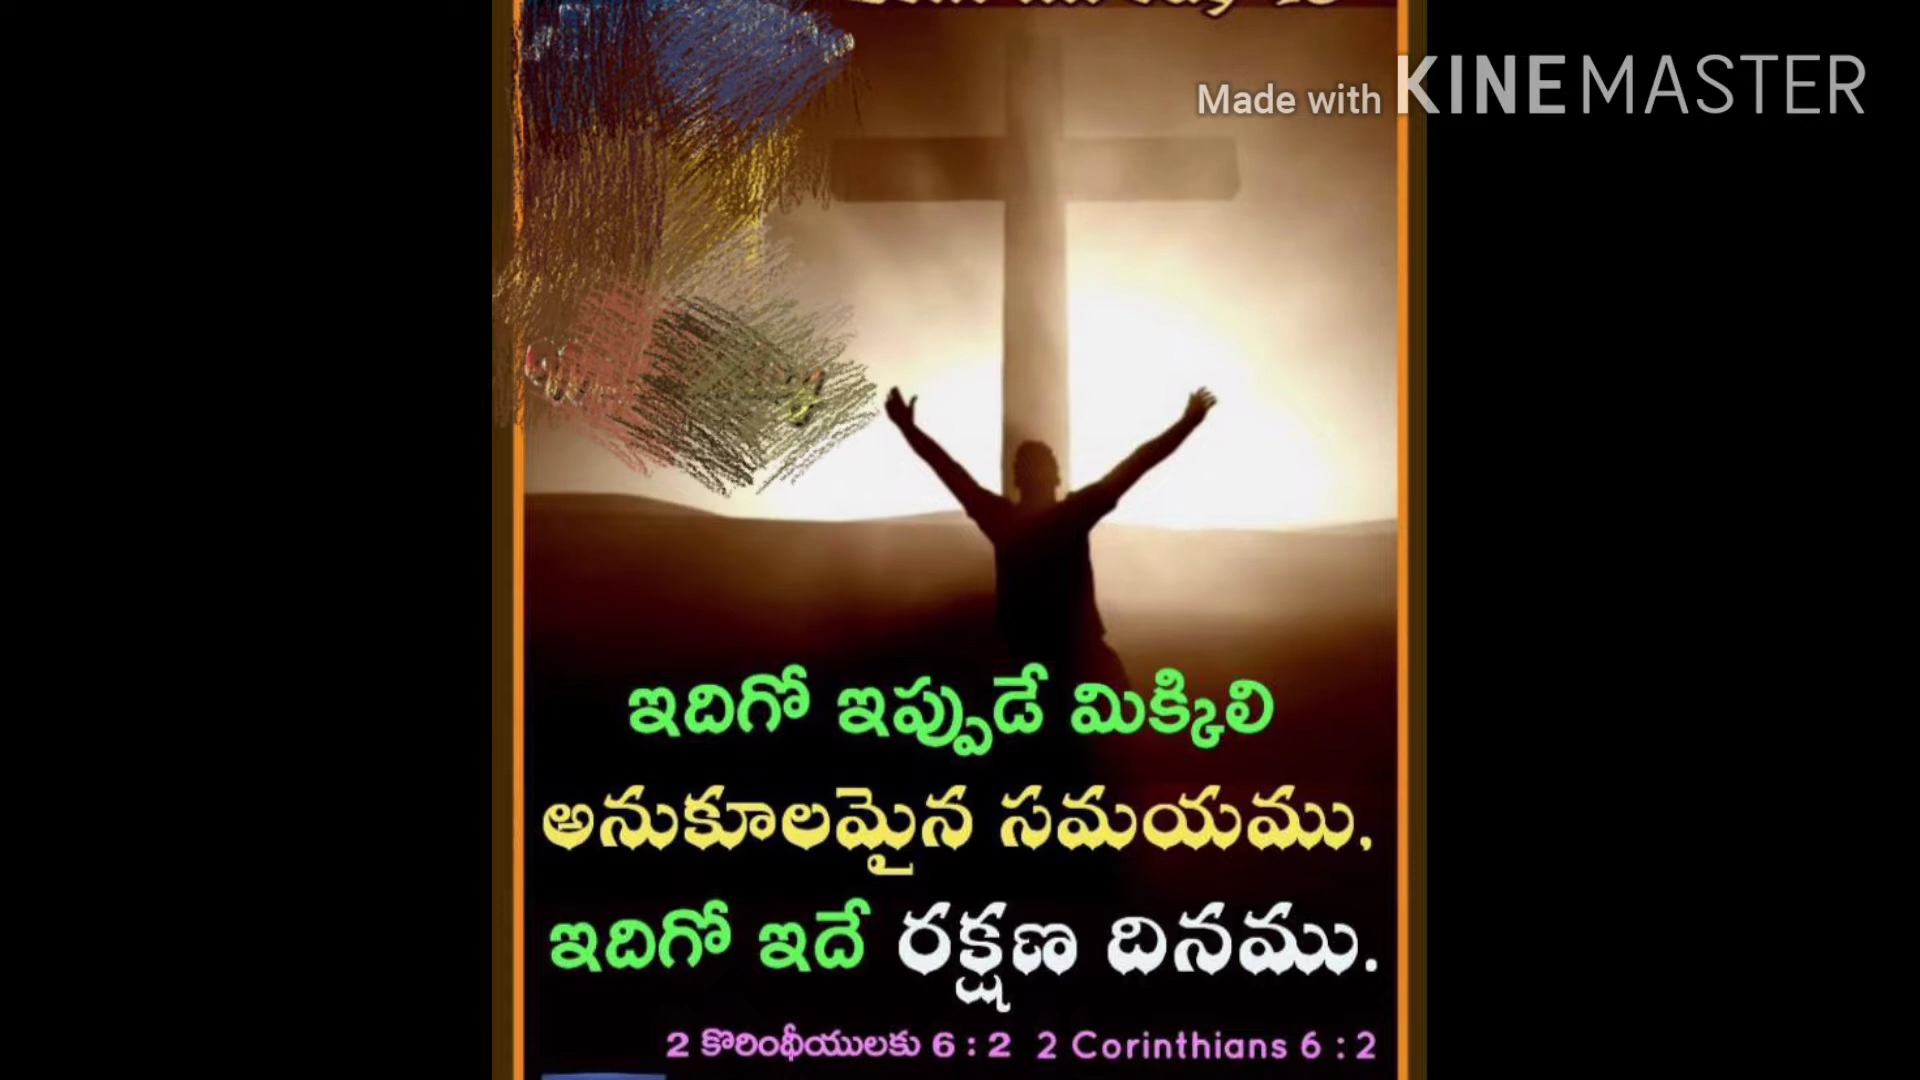 Made with KINEMASTER
ఇదిగో ఇప్పుడే మిక్కిలి
అనుకూలమైన సమయము.
ఇదిగో ఇదే రక్షణ దినము.
2 కొరింథీయులకు 6 : 2 2 Corinthians 6 : 2